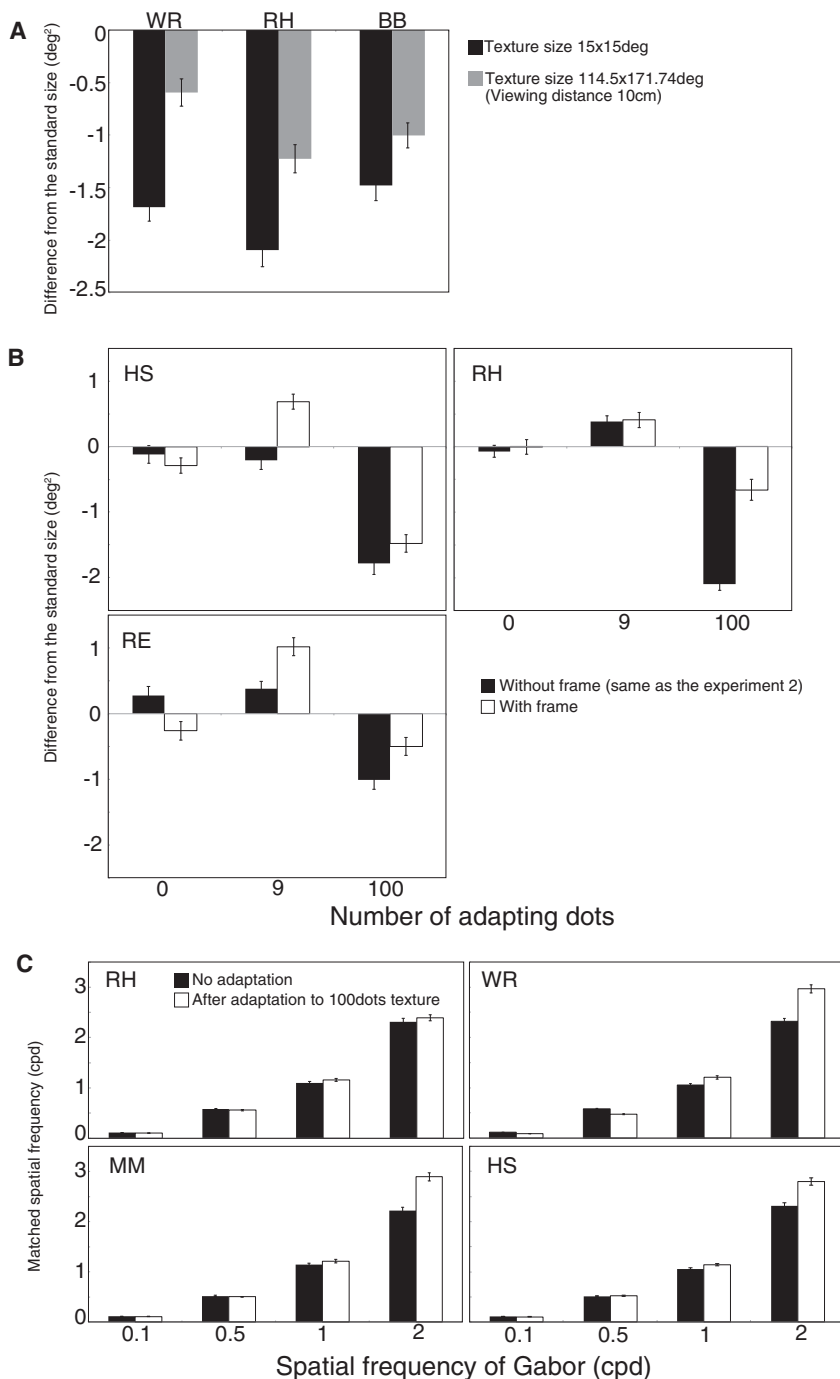 A
WR RH BB
0
-0.5
-1
-1.5
-2
-2.5
Difference from the standard size (deg²)
Texture size 15x15deg
Texture size 114.5x171.74deg
(Viewing distance 10cm)
B
HS
1
0
-1
-2
RH
0 9 100
RE
1
0
-1
-2
0 9 100
Difference from the standard size (deg²)
Without frame (same as the experiment 2)
With frame
Number of adapting dots
C
RH
No adaptation
After adaptation to 100dots texture
WR
3
2
1
0
MM
HS
3
2
1
0
Matched spatial frequency (cpd)
0.1 0.5 1 2
0.1 0.5 1 2
Spatial frequency of Gabor (cpd)